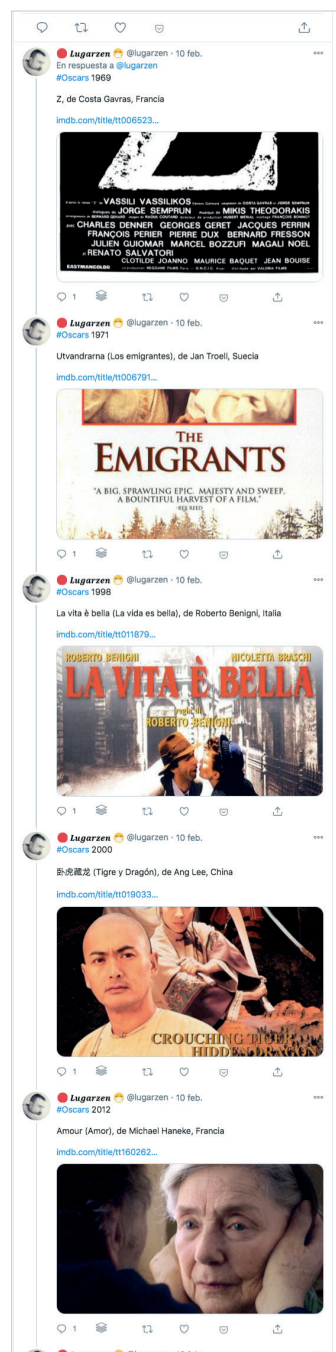 Lugarzen @lugarzen · 10 feb.
En respuesta a @lugarzen
#Oscars 1969
Z, de Costa Gavras, Francia
imdb.com/title/tt006523...
VASSILI VASSILIKOS
JORGE SEMPRUN MIKIS THEODORAKIS
avec CHARLES DENNER GEORGES GERET JACQUES PERRIN
FRANÇOIS PERIER PIERRE DUX BERNARD FRESSON
JULIEN GUIOMAR MARCEL BOZZUFI MAGALI NOEL
et RENATO SALVATORI
CLOTILDE JOANNO MAURICE BAQUET JEAN BOUISE
EASTMANCOLOR
1
Lugarzen @lugarzen · 10 feb.
#Oscars 1971
Utvandrarna (Los emigrantes), de Jan Troell, Suecia
imdb.com/title/tt006791...
THE
EMIGRANTS
"A BIG, SPRAWLING EPIC. MAJESTY AND SWEEP,
A BOUNTIFUL HARVEST OF A FILM."
-REX REED
1
Lugarzen @lugarzen · 10 feb.
#Oscars 1998
La vita è bella (La vida es bella), de Roberto Benigni, Italia
imdb.com/title/tt011879...
ROBERTO BENIGNI NICOLETTA BRASCHI
LA VITA È BELLA
regia di
ROBERTO BENIGNI
1
Lugarzen @lugarzen · 10 feb.
#Oscars 2000
卧虎藏龙 (Tigre y Dragón), de Ang Lee, China
imdb.com/title/tt019033...
CROUCHING TIGER
HIDDEN DRAGON
1
Lugarzen @lugarzen · 10 feb.
#Oscars 2012
Amour (Amor), de Michael Haneke, Francia
imdb.com/title/tt160262...
1